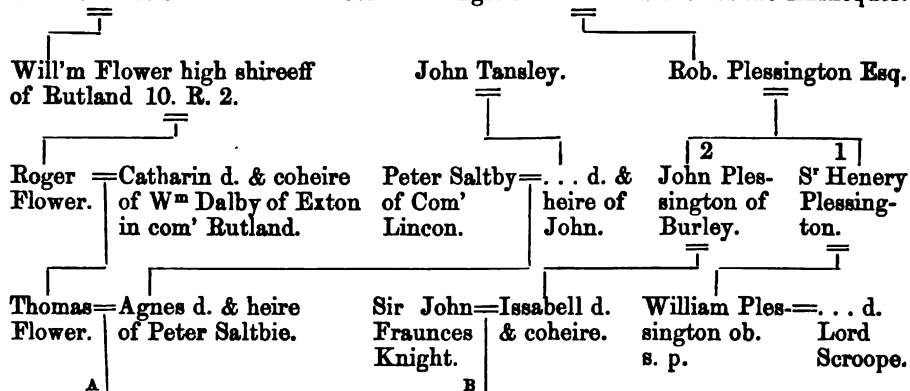 Will'm Flower high shireeff
of Rutland 10. R. 2.
John Tansley.
Rob. Plessington Esq.
Roger
Flower.
= Catharin d. & coheire
of Wm Dalby of Exton
in com' Rutland.
Peter Saltby
of Com'
Lincon.
= . . . d. &
heire of
John.
2
John Ples-
sington of
Burley.
1
Sr Henery
Plessing-
ton.
Thomas
Flower.
= Agnes d. & heire
of Peter Saltbie.
Sir John
Fraunces
Knight.
= Issabell d.
& coheire.
William Ples-
sington ob.
s. p.
= . . . d.
Lord
Scroope.
A
B